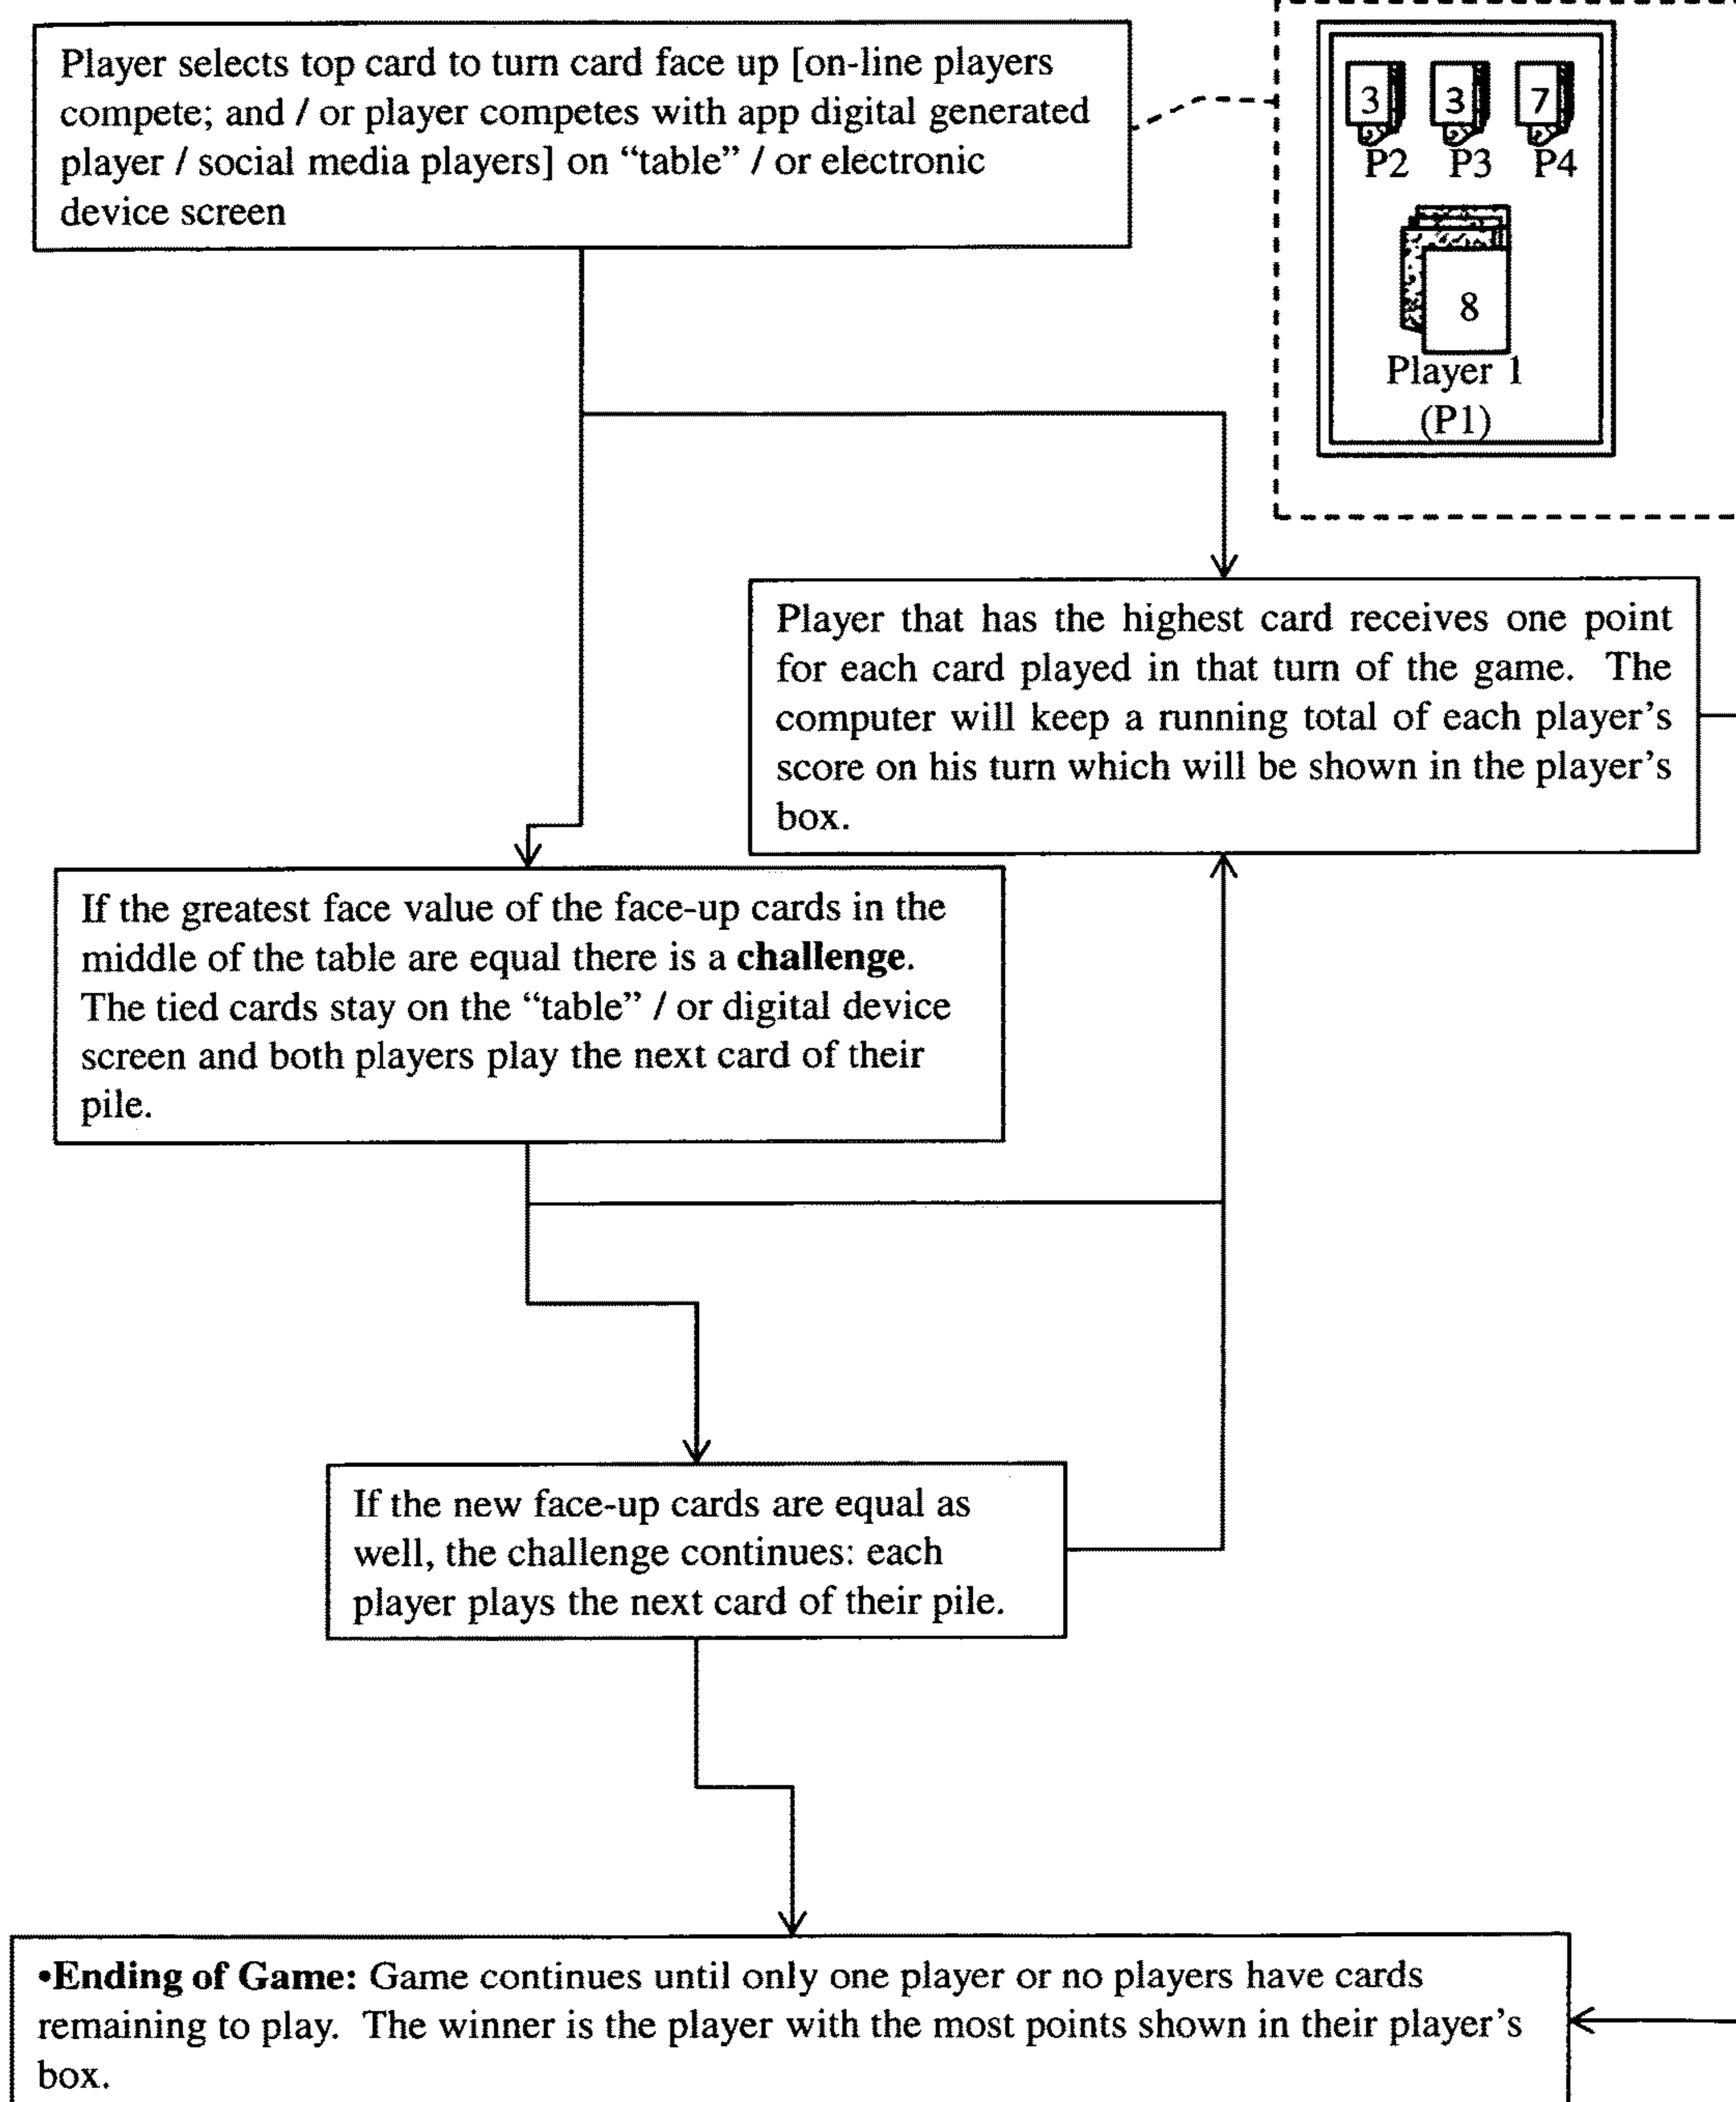 Player selects top card to turn card face up [on-line players
compete; and / or player competes with app digital generated
player / social media players] on “table” / or electronic
device screen
3 3 7
P2 P3 P4
8
Player 1
(P1)
Player that has the highest card receives one point
for each card played in that turn of the game. The
computer will keep a running total of each player’s
score on his turn which will be shown in the player’s
box.
If the greatest face value of the face-up cards in the
middle of the table are equal there is a challenge.
The tied cards stay on the “table” / or digital device
screen and both players play the next card of their
pile.
If the new face-up cards are equal as
well, the challenge continues: each
player plays the next card of their pile.
•Ending of Game: Game continues until only one player or no players have cards
remaining to play. The winner is the player with the most points shown in their player’s
box.